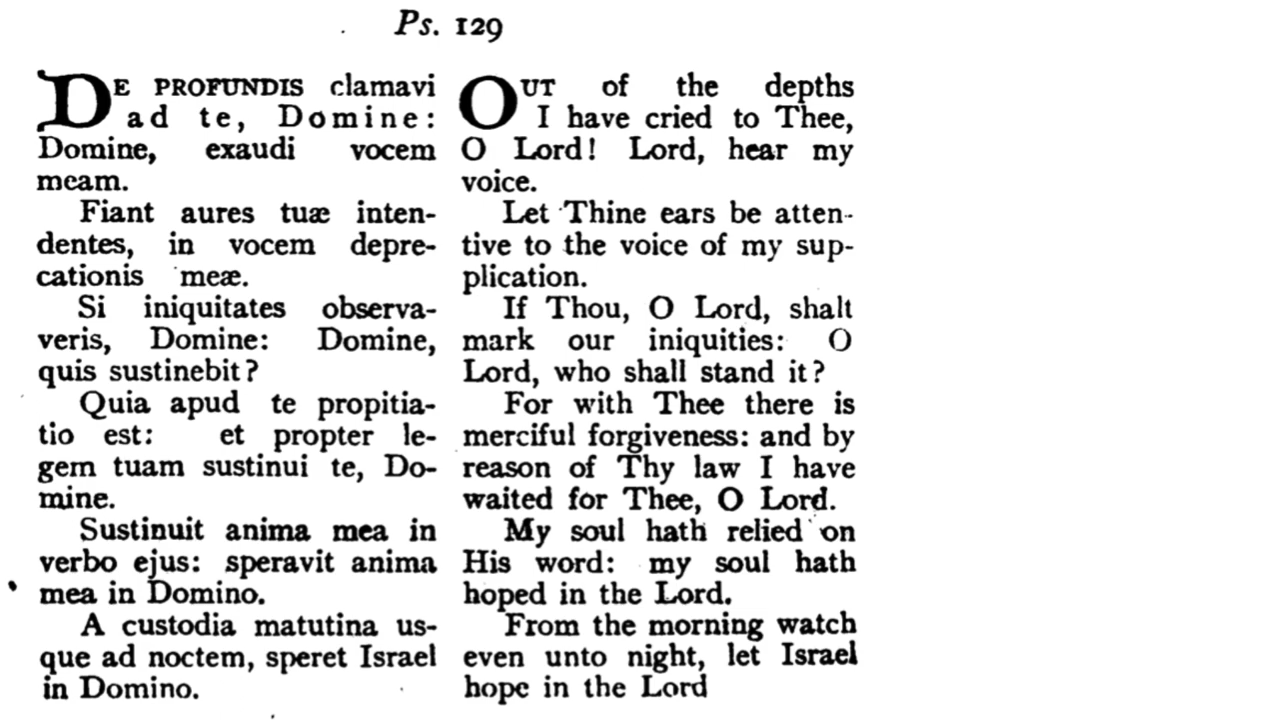 Ps. 129
DE PROFUNDIS clamavi
ad te, Domine:
Domine, exaudi vocem
meam.
Fiant aures tuæ inten-
dentes, in vocem depre-
cationis meæ.
Si iniquitates observa-
veris, Domine: Domine,
quis sustinebit?
Quia apud te propitia-
tio est: et propter le-
gem tuam sustinui te, Do-
mine.
Sustinuit anima mea in
verbo ejus: speravit anima
mea in Domino.
A custodia matutina us-
que ad noctem, speret Israel
in Domino.
OUT of the depths
I have cried to Thee,
O Lord! Lord, hear my
voice.
Let Thine ears be atten-
tive to the voice of my sup-
plication.
If Thou, O Lord, shalt
mark our iniquities: O
Lord, who shall stand it?
For with Thee there is
merciful forgiveness: and by
reason of Thy law I have
waited for Thee, O Lord.
My soul hath relied on
His word: my soul hath
hoped in the Lord.
From the morning watch
even unto night, let Israel
hope in the Lord